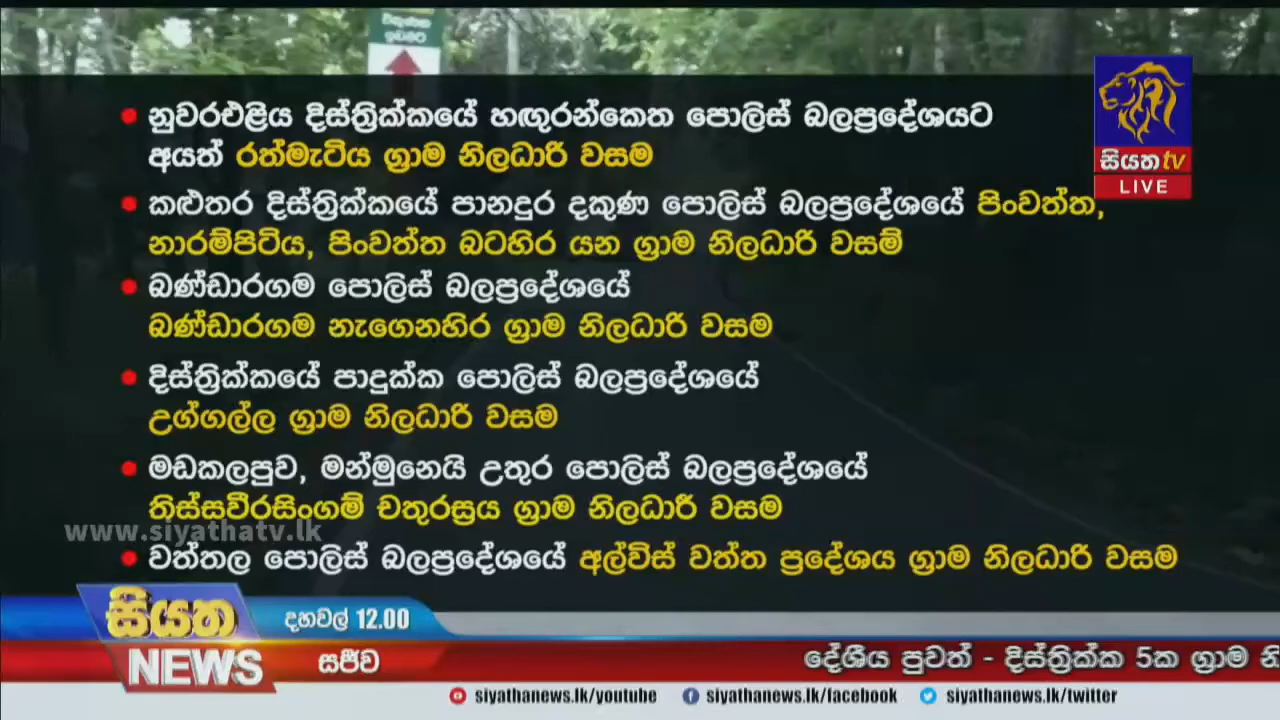 විකුණන
ඉඩමට
නුවරඑළිය දිස්ත්‍රික්කයේ හඟුරන්කෙත පොලිස් බලප්‍රදේශයට
අයත් රත්මැටිය ග්‍රාම නිලධාරී වසම
කළුතර දිස්ත්‍රික්කයේ පානදුර දකුණ පොලිස් බලප්‍රදේශයේ පිංවත්ත,
නාරම්පිටිය, පිංවත්ත බටහිර යන ග්‍රාම නිලධාරී වසම්
බණ්ඩාරගම පොලිස් බලප්‍රදේශයේ
බණ්ඩාරගම නැගෙනහිර ග්‍රාම නිලධාරී වසම
දිස්ත්‍රික්කයේ පාදුක්ක පොලිස් බලප්‍රදේශයේ
උග්ගල්ල ග්‍රාම නිලධාරී වසම
මඩකලපුව, මන්මුනෙයි උතුර පොලිස් බලප්‍රදේශයේ
තිස්සවීරසිංගම් චතුරස්‍රය ග්‍රාම නිලධාරී වසම
වත්තල පොලිස් බලප්‍රදේශයේ අල්විස් වත්ත ප්‍රදේශය ග්‍රාම නිලධාරී වසම
සියත tv
LIVE
www.siyathatv.lk
සියත
NEWS
දහවල් 12.00
සජීව
දේශීය පුවත් - දිස්ත්‍රික්ක 5ක ග්‍රාම නි
siyathanews.lk/youtube siyathanews.lk/facebook siyathanews.lk/twitter